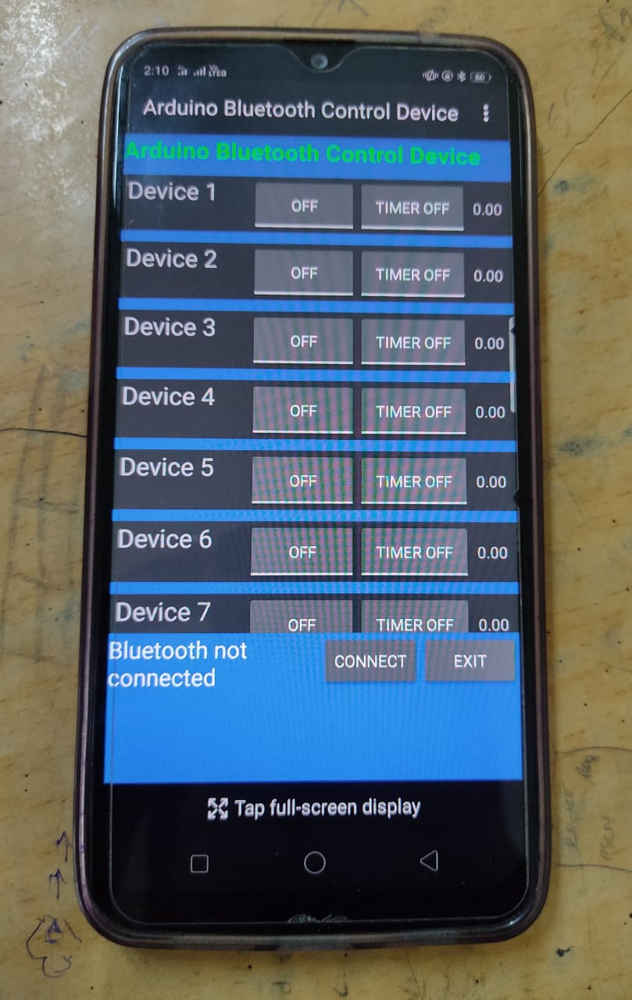 2:10
60
Arduino Bluetooth Control Device
Arduino Bluetooth Control Device
Device 1 OFF TIMER OFF 0.00
Device 2 OFF TIMER OFF 0.00
Device 3 OFF TIMER OFF 0.00
Device 4 OFF TIMER OFF 0.00
Device 5 OFF TIMER OFF 0.00
Device 6 OFF TIMER OFF 0.00
Device 7 OFF TIMER OFF 0.00
Bluetooth not
connected
CONNECT EXIT
Tap full-screen display